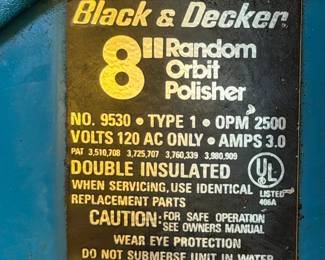 Black & Decker
8" Random
Orbit
Polisher
NO. 9530 • TYPE 1 • OPM 2500
VOLTS 120 AC ONLY • AMPS 3.0
PAT 3,510,708 3,725,707 3,760,339 3,980,909
DOUBLE INSULATED
UL
WHEN SERVICING, USE IDENTICAL LISTED
REPLACEMENT PARTS 406A
CAUTION: FOR SAFE OPERATION
SEE OWNERS MANUAL
WEAR EYE PROTECTION
DO NOT SUBMERSE UNIT IN WATER